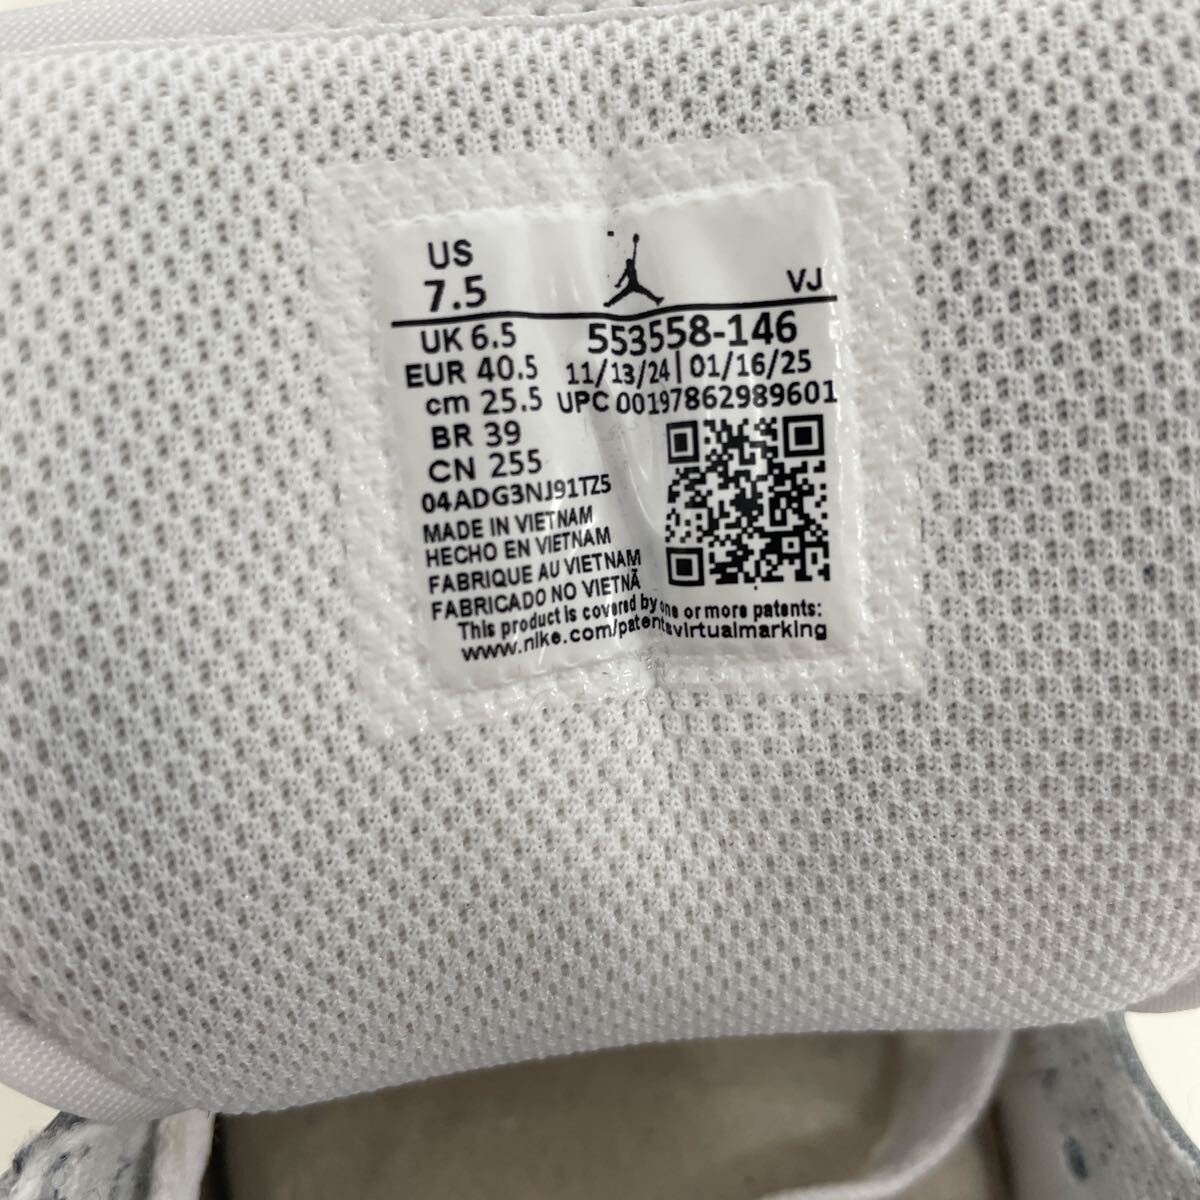 US
7.5
VJ
UK 6.5
553558-146
EUR 40.5
11/13/24 | 01/16/25
cm 25.5
UPC 00197862989601
BR 39
CN 255
04ADG3NJ91TZ5
MADE IN VIETNAM
HECHO EN VIETNAM
FABRIQUE AU VIETNAM
FABRICADO NO VIETNÃ
This product is covered by one or more patents:
www.nike.com/patentsvirtualmarking